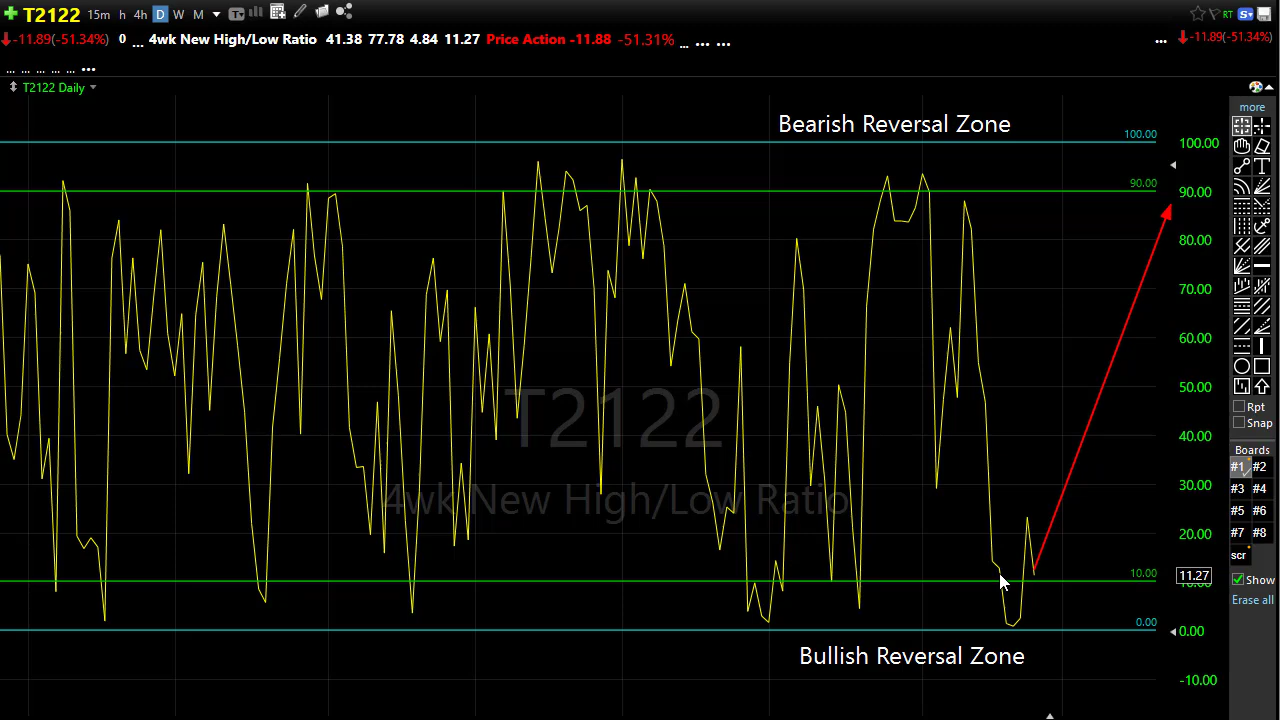 T2122 15m h 4h D W M RT
-11.89(-51.34%) 0 ... 4wk New High/Low Ratio 41.38 77.78 4.84 11.27 Price Action -11.88 -51.31% ... ... ... ... -11.89(-51.34%)
... ... ... ... ... ...
T2122 Daily
more
Bearish Reversal Zone
100.00
100.00
90.00
90.00
80.00
70.00
60.00
50.00
40.00
30.00
20.00
10.00
11.27
0.00
0.00
-10.00
T2122
4wk New High/Low Ratio
Bullish Reversal Zone
Rpt
Snap
Boards
#1 #2
#3 #4
#5 #6
#7 #8
scr
Show
Erase all